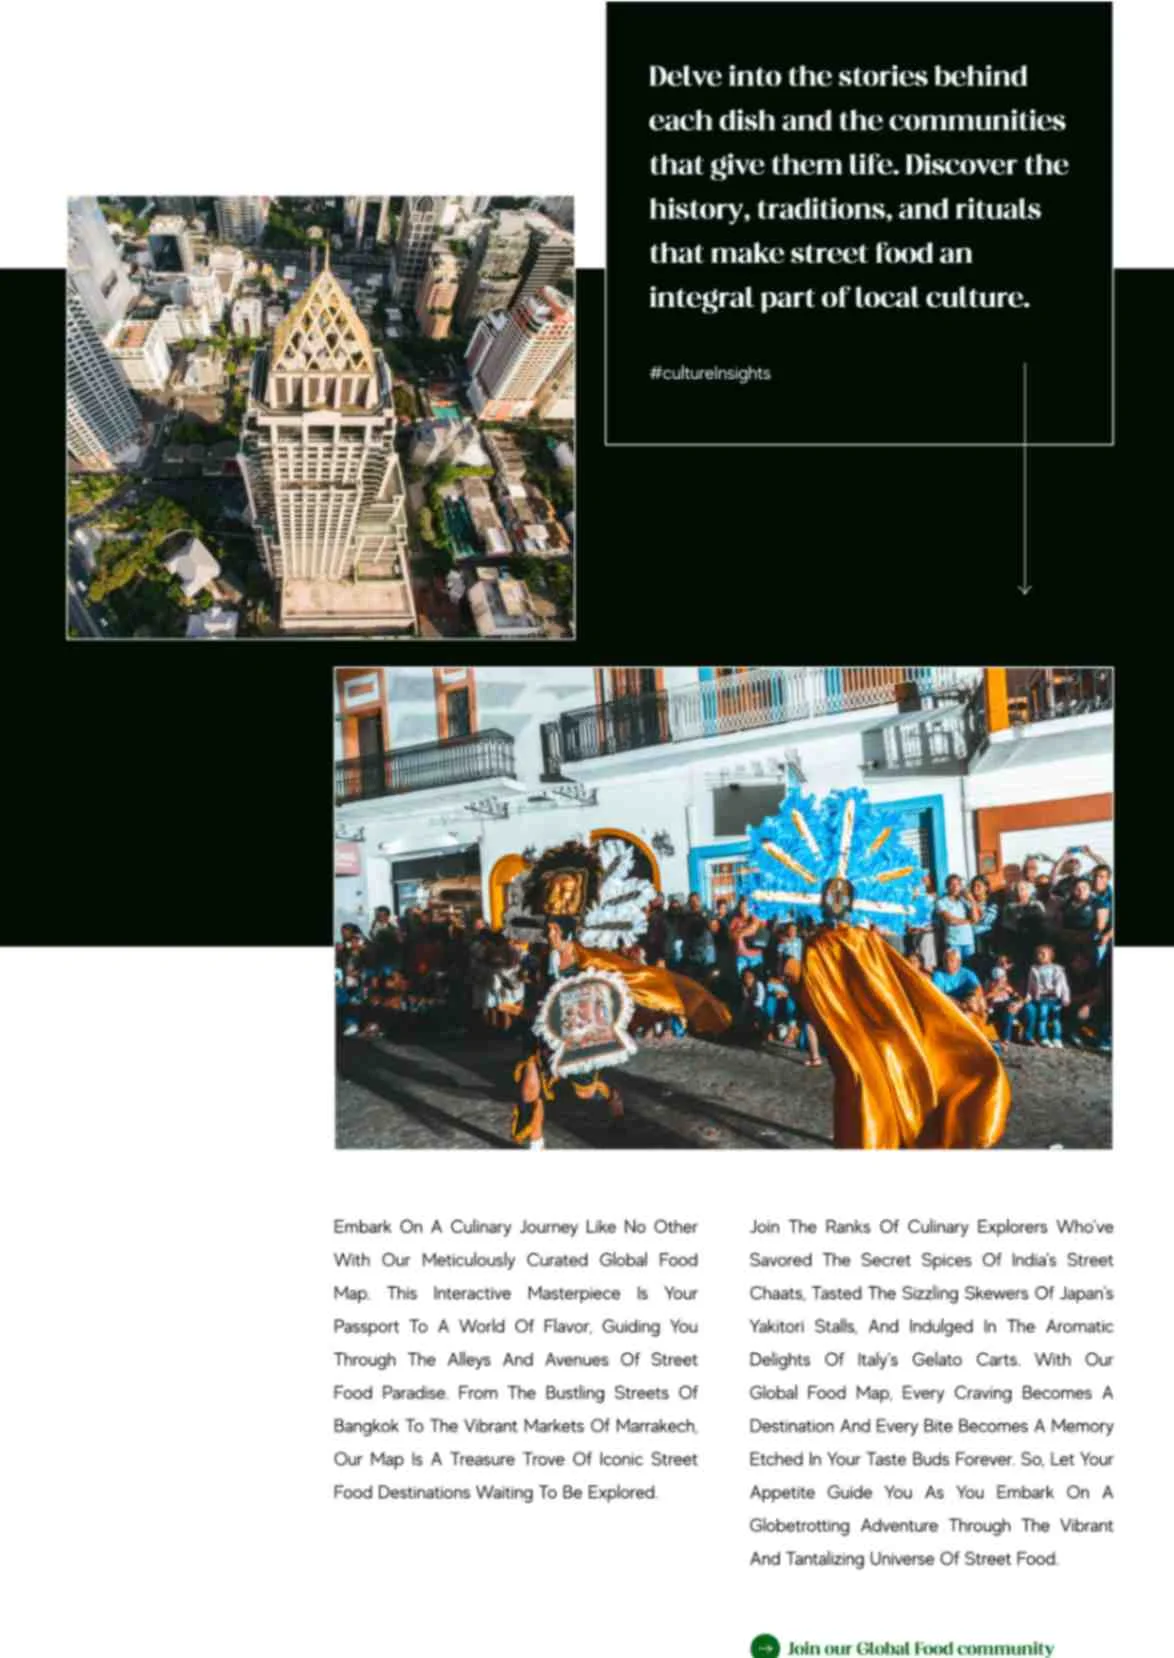 Delve into the stories behind
each dish and the communities
that give them life. Discover the
history, traditions, and rituals
that make street food an
integral part of local culture.
#cultureInsights
Embark On A Culinary Journey Like No Other
With Our Meticulously Curated Global Food
Map. This Interactive Masterpiece Is Your
Passport To A World Of Flavor, Guiding You
Through The Alleys And Avenues Of Street
Food Paradise. From The Bustling Streets Of
Bangkok To The Vibrant Markets Of Marrakech,
Our Map Is A Treasure Trove Of Iconic Street
Food Destinations Waiting To Be Explored.
Join The Ranks Of Culinary Explorers Who've
Savored The Secret Spices Of India's Street
Chaats, Tasted The Sizzling Skewers Of Japan's
Yakitori Stalls, And Indulged In The Aromatic
Delights Of Italy's Gelato Carts. With Our
Global Food Map, Every Craving Becomes A
Destination And Every Bite Becomes A Memory
Etched In Your Taste Buds Forever. So, Let Your
Appetite Guide You As You Embark On A
Globetrotting Adventure Through The Vibrant
And Tantalizing Universe Of Street Food.
Join our Global Food community